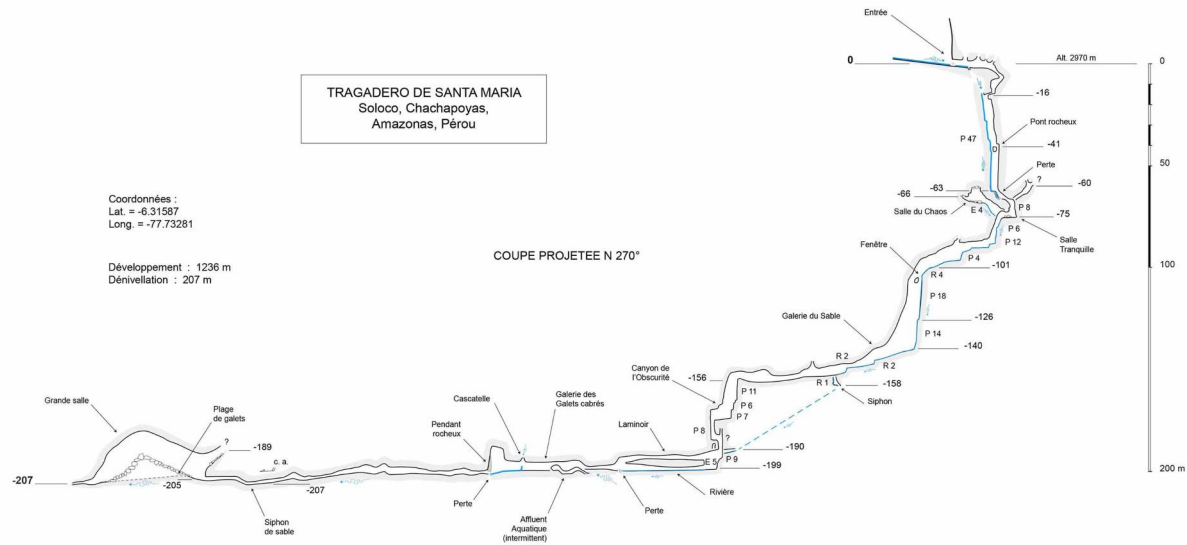 Entrée
0
Alt. 2970 m
0
TRAGADERO DE SANTA MARIA
Soloco, Chachapoyas,
Amazonas, Pérou
-16
P 47
Pont rocheux
-41
50
Perte
?
-60
-63
-66
E 4
P 8
-75
Salle du Chaos
P 6
Salle
Tranquille
P 12
Coordonnées :
Lat. = -6.31587
Long. = -77.73281
Fenêtre
P 4
COUPE PROJETEE N 270°
R 4
-101
100
Développement : 1236 m
Dénivellation : 207 m
P 18
Galerie du Sable
-126
P 14
-140
R 2
R 2
Canyon de
l'Obscurité
-156
R 1
-158
P 11
Siphon
P 6
P 7
Grande salle
Plage
de galets
Cascatelle
Galerie des
Galets cabrés
Pendant
rocheux
Laminoir
P 8
?
?
-189
-190
c. a.
E 5
P 9
-199
200 m
-207
-205
-207
Siphon
de sable
Perte
Affluent
Aquatique
(intermittent)
Perte
Rivière